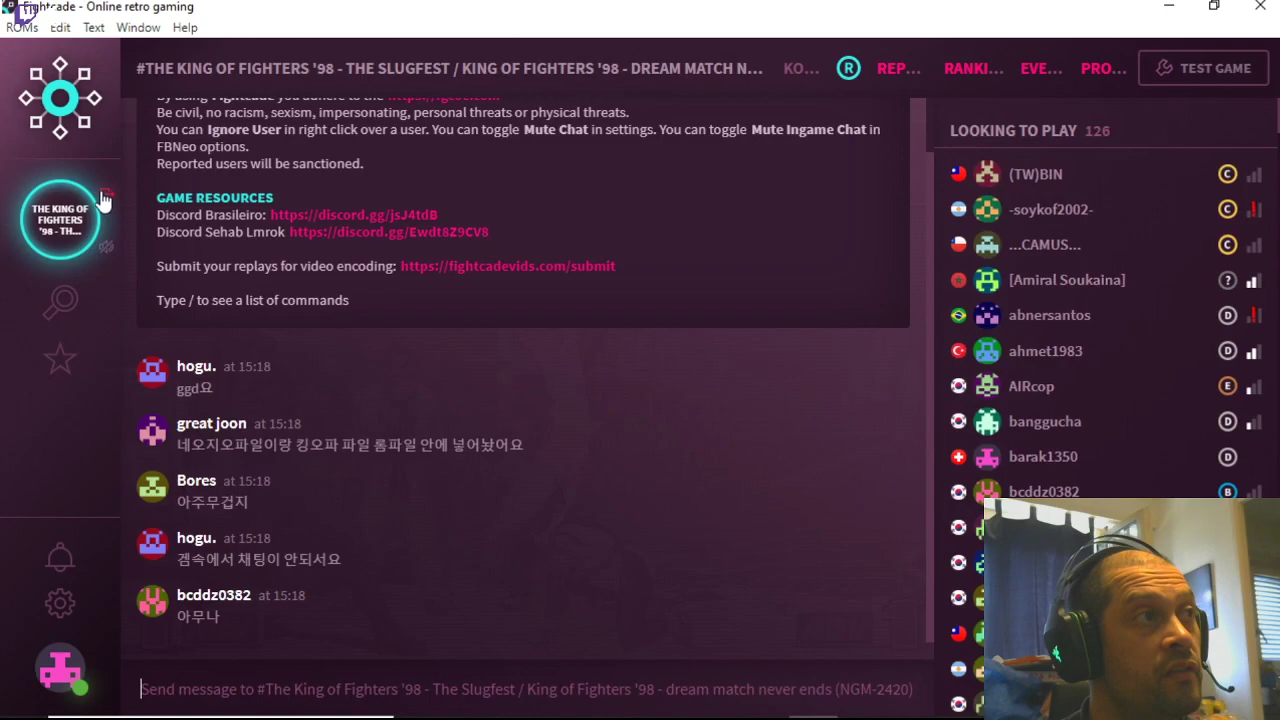 Fightcade - Online retro gaming
ROMs Edit Text Window Help
#THE KING OF FIGHTERS '98 - THE SLUGFEST / KING OF FIGHTERS '98 - DREAM MATCH N...
KO...
R
REP...
RANKI...
EVE...
PRO...
TEST GAME
THE KING OF
FIGHTERS
'98 - TH...
Be civil, no racism, sexism, impersonating, personal threats or physical threats.
You can Ignore User in right click over a user. You can toggle Mute Chat in settings. You can toggle Mute Ingame Chat in
FBNeo options.
Reported users will be sanctioned.
GAME RESOURCES
Discord Brasileiro: https://discord.gg/jsJ4tdB
Discord Sehab Lmrok https://discord.gg/Ewdt8Z9CV8
Submit your replays for video encoding: https://fightcadevids.com/submit
Type / to see a list of commands
hogu. at 15:18
ggd요
great joon at 15:18
네오지오파일이랑 킹오파 파일 롬파일 안에 넣어놨어요
Bores at 15:18
아주무겁지
hogu. at 15:18
겜속에서 채팅이 안되서요
bcddz0382 at 15:18
아무나
Send message to #The King of Fighters '98 - The Slugfest / King of Fighters '98 - dream match never ends (NGM-2420)
LOOKING TO PLAY 126
(TW)BIN C
-soykof2002- C
...CAMUS... C
[Amiral Soukaina] ?
abnersantos D
ahmet1983 D
AIRcop E
banggucha D
barak1350 D
bcddz0382 B